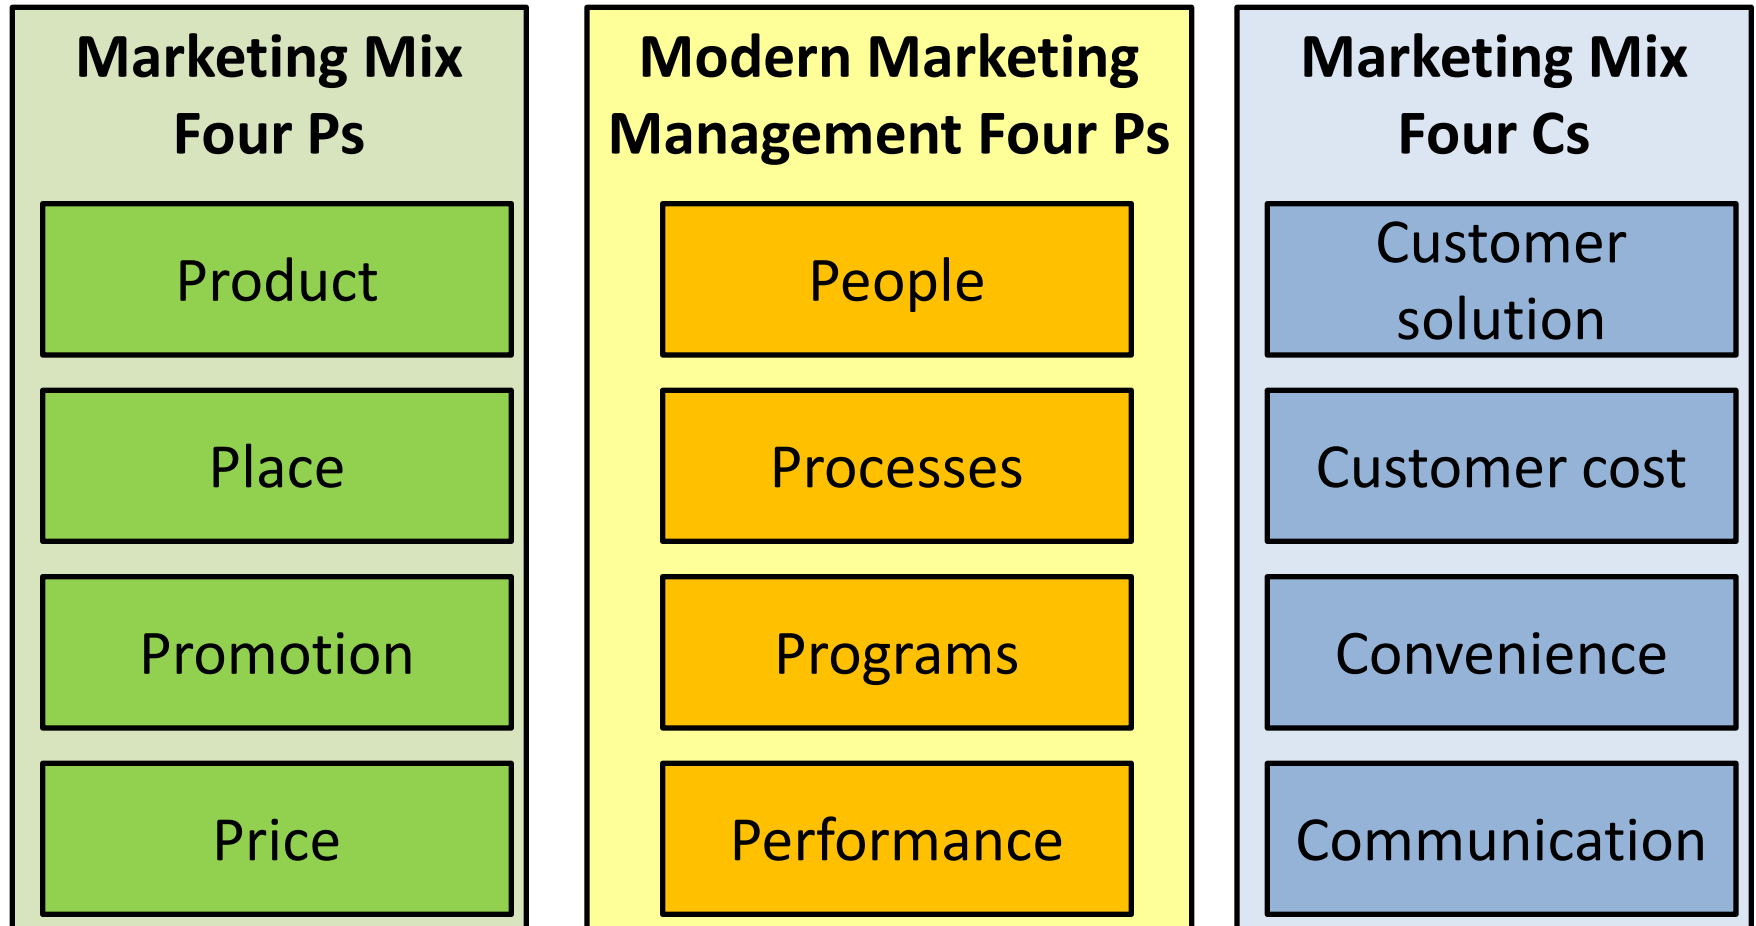 Marketing Mix
Four Ps
Product
Place
Promotion
Price
Modern Marketing
Management Four Ps
People
Processes
Programs
Performance
Marketing Mix
Four Cs
Customer
solution
Customer cost
Convenience
Communication